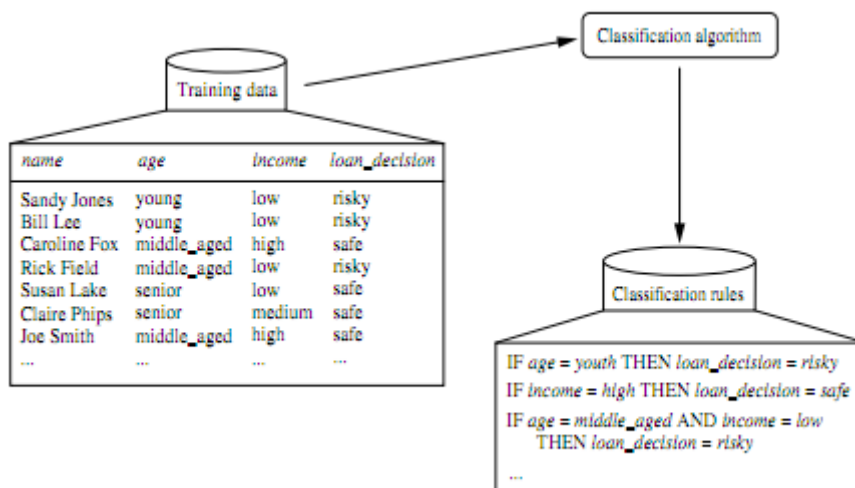 Classification algorithm
Training data
name age income loan_decision
Sandy Jones young low risky
Bill Lee young low risky
Caroline Fox middle_aged high safe
Rick Field middle_aged low risky
Susan Lake senior low safe
Claire Phips senior medium safe
Joe Smith middle_aged high safe
... ... ... ...
Classification rules
IF age = youth THEN loan_decision = risky
IF income = high THEN loan_decision = safe
IF age = middle_aged AND income = low
THEN loan_decision = risky
...